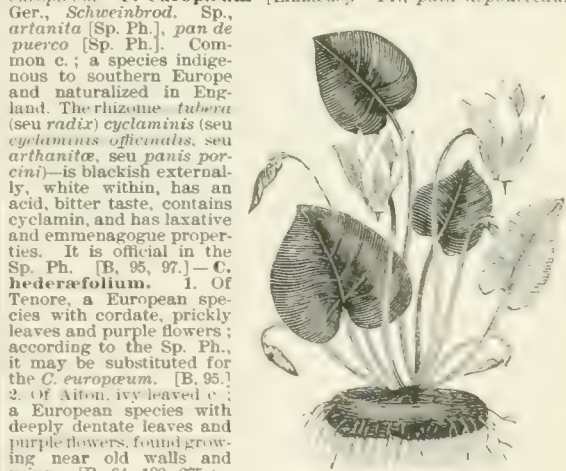 Ger., Schweinbrod. Sp.,
artanita [Sp. Ph.], pan de
puerco [Sp. Ph.]. Com-
mon c.; a species indige-
nous to southern Europe
and naturalized in Eng-
land. The rhizome tubera
(seu radix) cyclaminis (seu
cyclaminis officinalis, seu
arthanitæ, seu panis por-
cini)—is blackish external-
ly, white within, has an
acid, bitter taste, contains
cyclamin, and has laxative
and emmenagogue proper-
ties. It is official in the
Sp. Ph. [B, 95, 97.]—C.
hederæfolium. 1. Of
Tenore, a European spe-
cies with cordate, prickly
leaves and purple flowers;
according to the Sp. Ph.,
it may be substituted for
the C. europæum. [B, 95.]
2. Of Aiton, ivy leaved c.;
a European species with
deeply dentate leaves and
purple flowers, found grow-
ing near old walls and